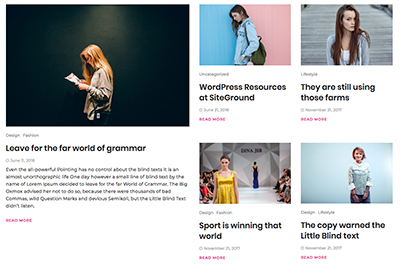 Design Fashion
Leave for the far world of grammar
June 11, 2018
Even the all-powerful Pointing has no control about the blind texts it is an
almost unorthographic life One day however a small line of blind text by the
name of Lorem Ipsum decided to leave for the far World of Grammar. The Big
Oxmox advised her not to do so, because there were thousands of bad
Commas, wild Question Marks and devious Semikoli, but the Little Blind Text
didn't listen.
READ MORE
Uncategorized
WordPress Resources
at SiteGround
June 21, 2018
READ MORE
Lifestyle
They are still using
those farms
November 21, 2017
READ MORE
DINA JSR
Design Fashion
Sport is winning that
world
November 21, 2017
READ MORE
Design Lifestyle
The copy warned the
Little Blind text
November 21, 2017
READ MORE